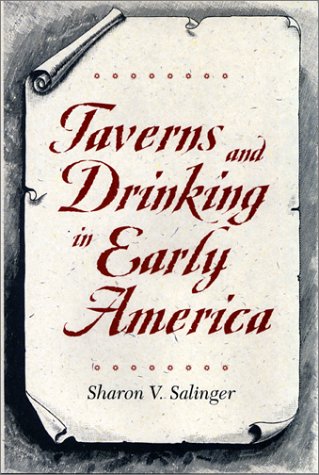 Taverns
and
Drinking
in
Early
America
Sharon V. Salinger